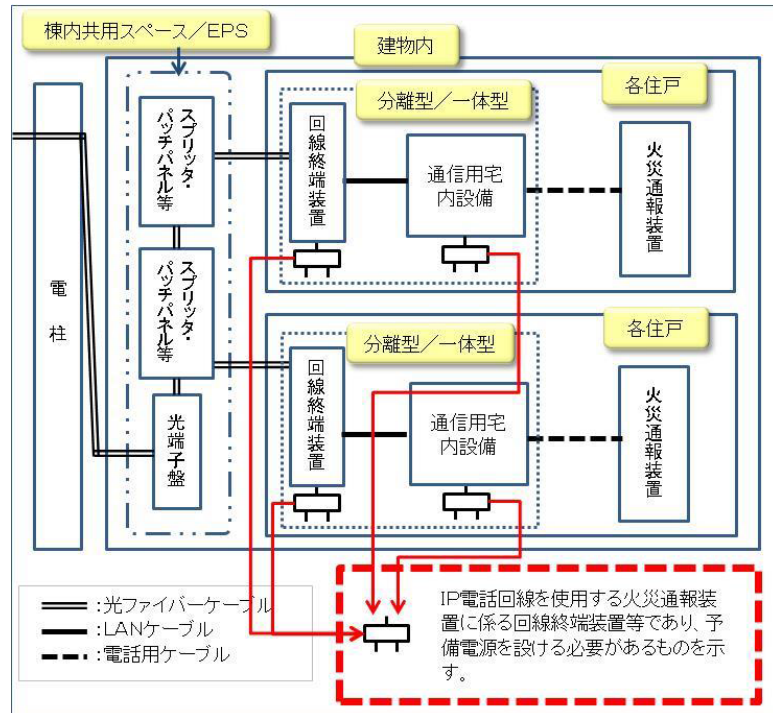 棟内共用スペース／EPS
建物内
各住戸
分離型／一体型
スプリッタ・
パッチパネル等
回線終端装置
通信用宅
内設備
火災通報装置
電柱
スプリッタ・
パッチパネル等
各住戸
分離型／一体型
回線終端装置
通信用宅
内設備
火災通報装置
光端子盤
:光ファイバーケーブル
:LANケーブル
:電話用ケーブル
IP電話回線を使用する火災通報装
置に係る回線終端装置等であり、予
備電源を設ける必要があるものを示
す。